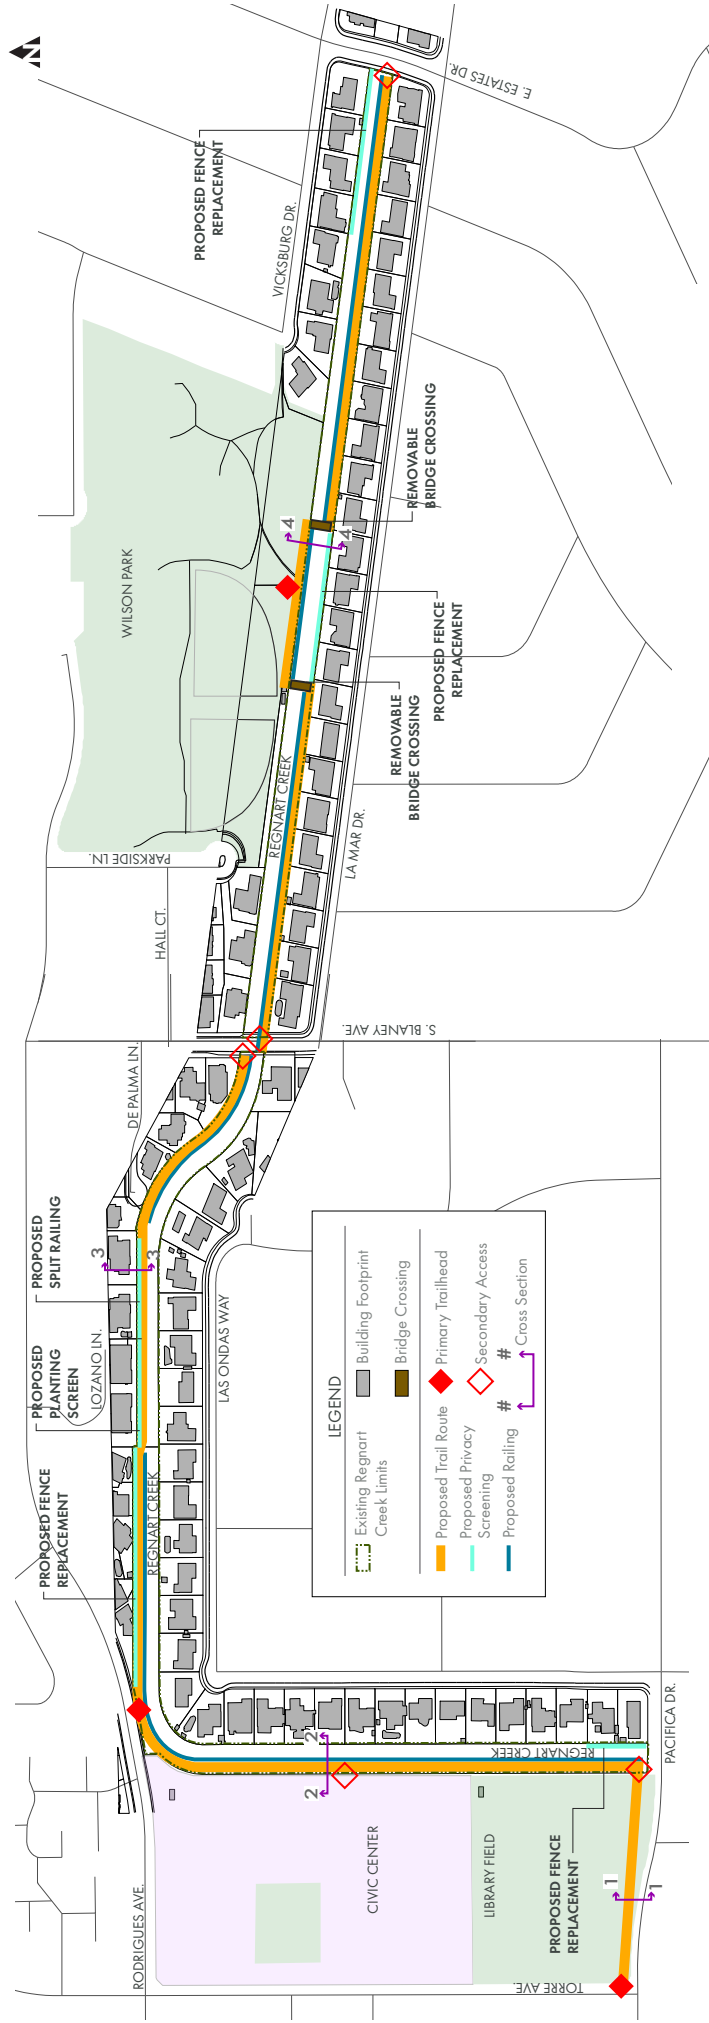 N
E. ESTATES DR.
PROPOSED FENCE
REPLACEMENT
VICKSBURG DR.
REMOVABLE
BRIDGE CROSSING
4
4
WILSON PARK
PROPOSED FENCE
REPLACEMENT
REMOVABLE
BRIDGE CROSSING
REGNART CREEK
LA MAR DR.
PARKSIDE LN.
HALL CT.
S. BLANEY AVE.
DE PALMA LN.
PROPOSED
SPLIT RAILING
3
3
PROPOSED
PLANTING
SCREEN
LOZANO LN.
LAS ONDAS WAY
PROPOSED FENCE
REPLACEMENT
REGNART CREEK
LEGEND
Existing Regnart
Creek Limits
Building Footprint
Bridge Crossing
Proposed Trail Route
Proposed Privacy
Screening
Proposed Railing
Primary Trailhead
Secondary Access
#
#
Cross Section
2
2
REGNART CREEK
PACIFICA DR.
RODRIGUES AVE.
CIVIC CENTER
LIBRARY FIELD
PROPOSED FENCE
REPLACEMENT
1
1
TORRE AVE.